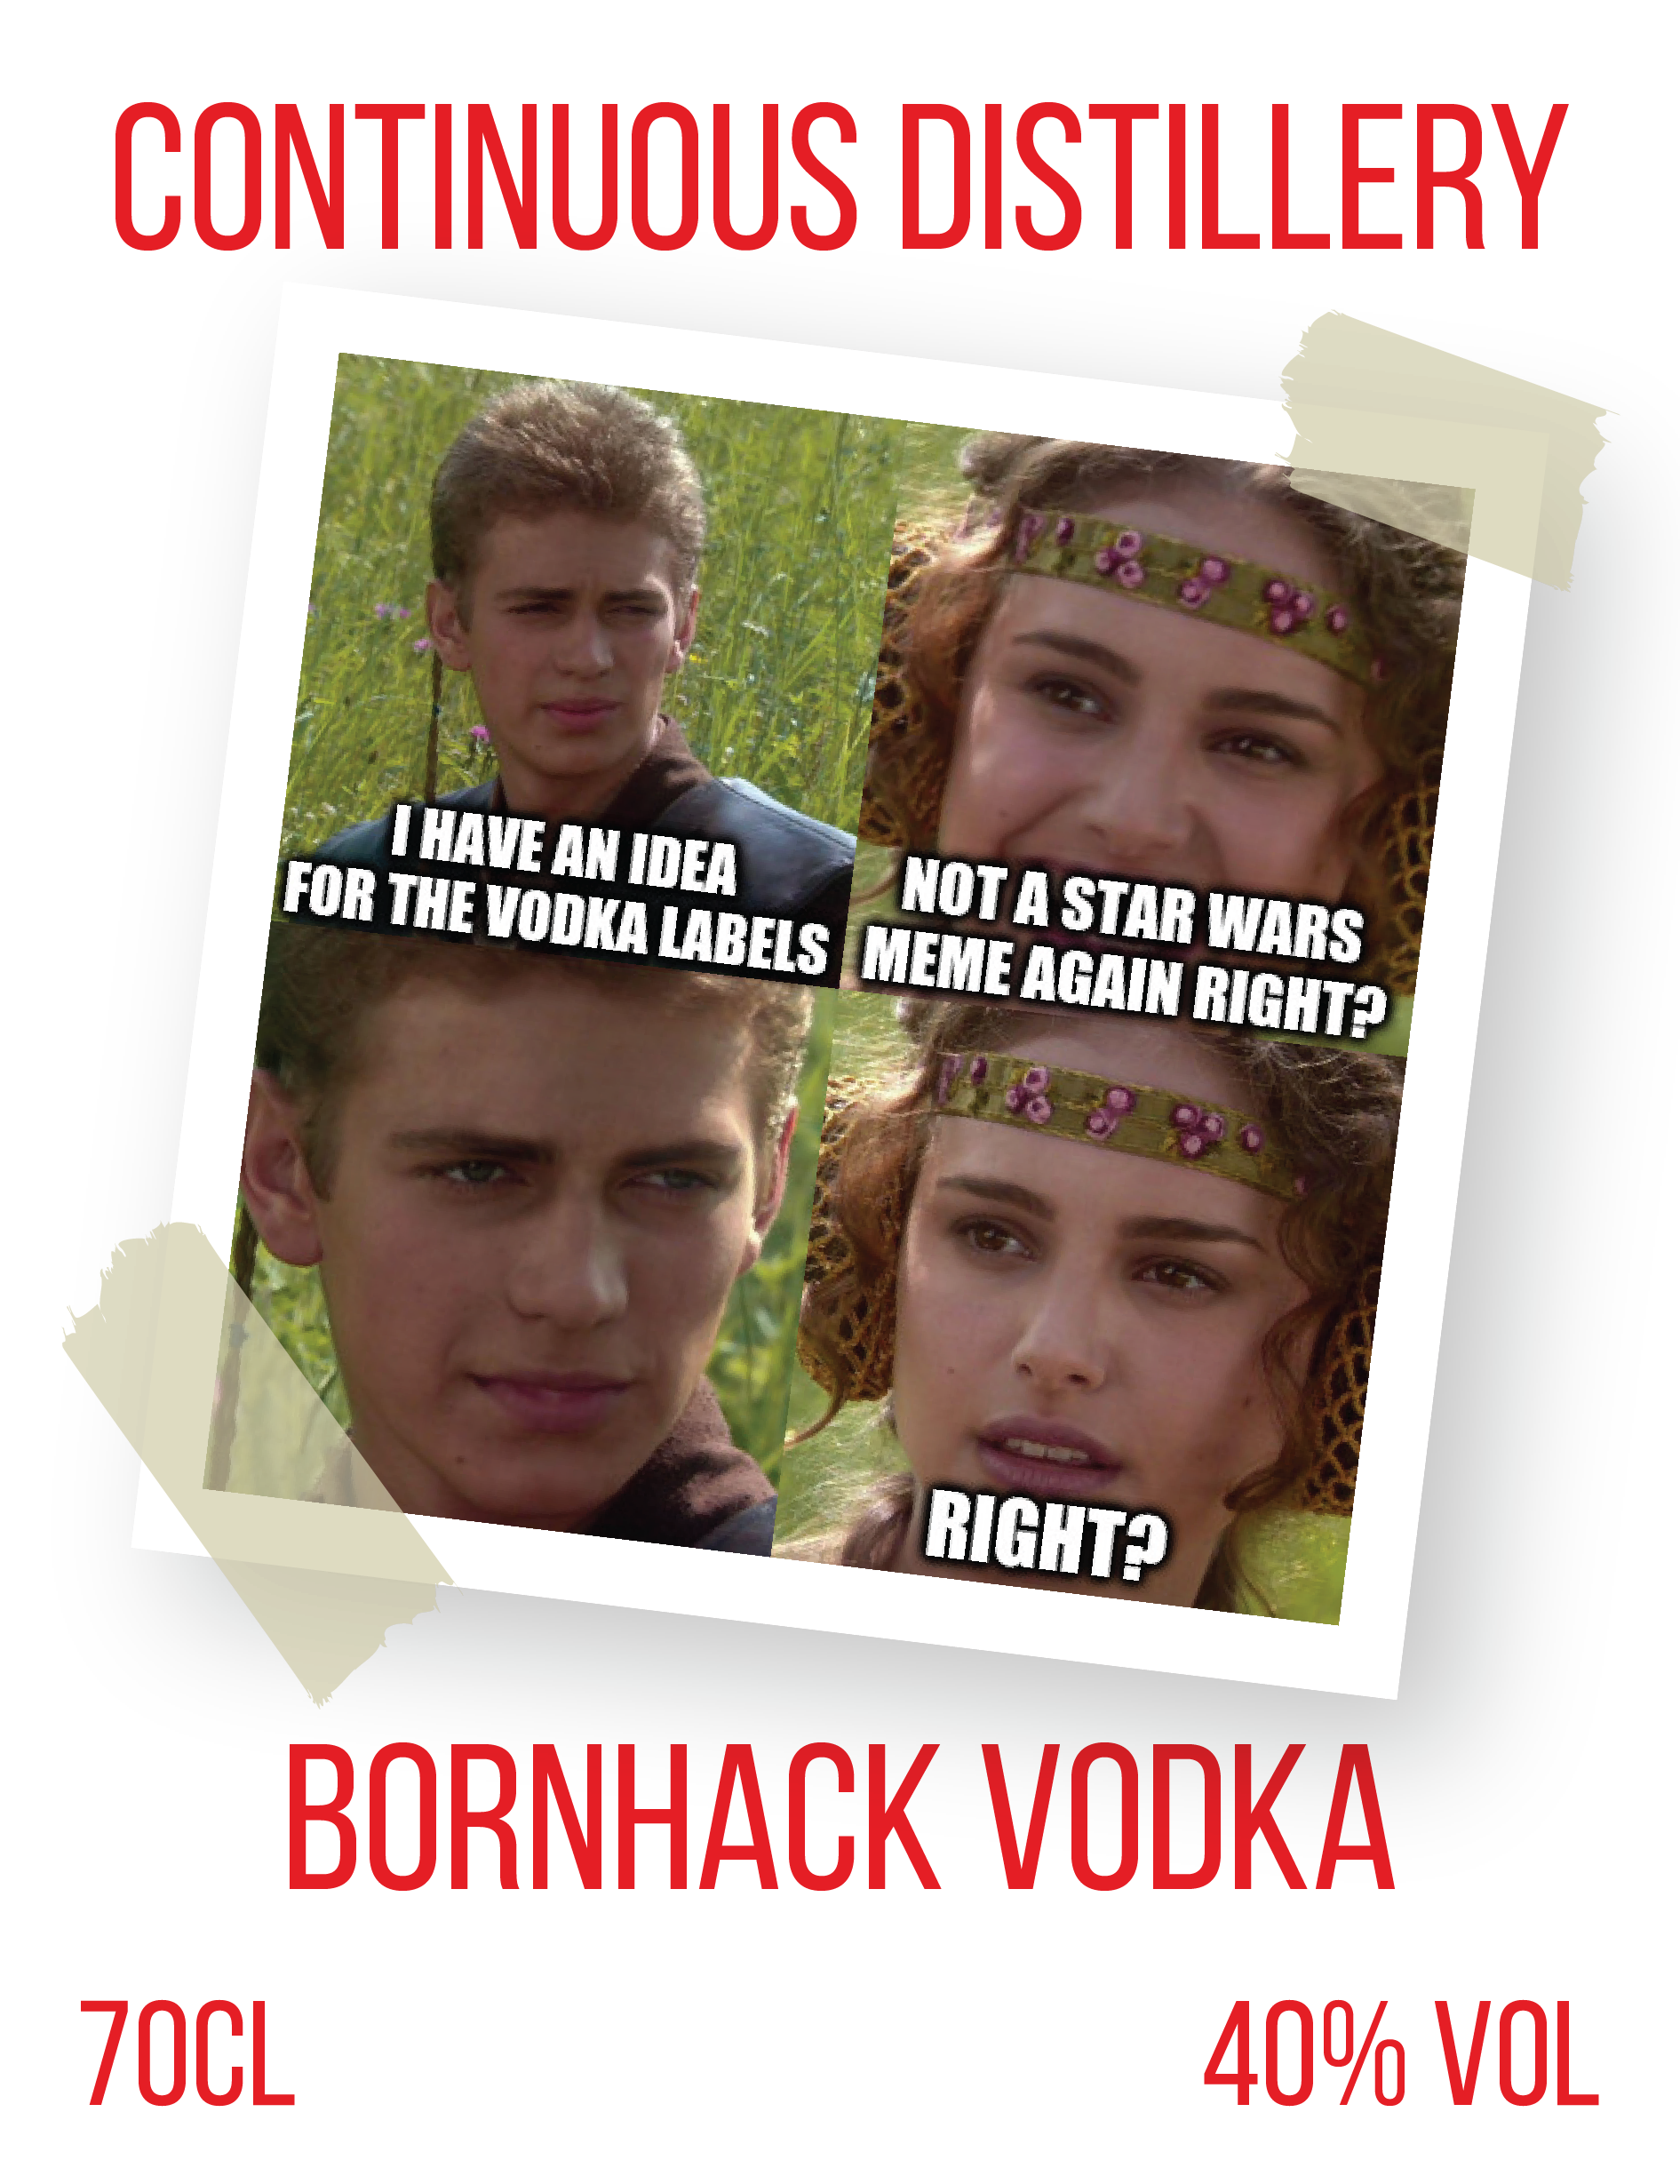 CONTINUOUS DISTILLERY
I HAVE AN IDEA
FOR THE VODKA LABELS
NOT A STAR WARS
MEME AGAIN RIGHT?
RIGHT?
BORNHACK VODKA
70CL
40% VOL